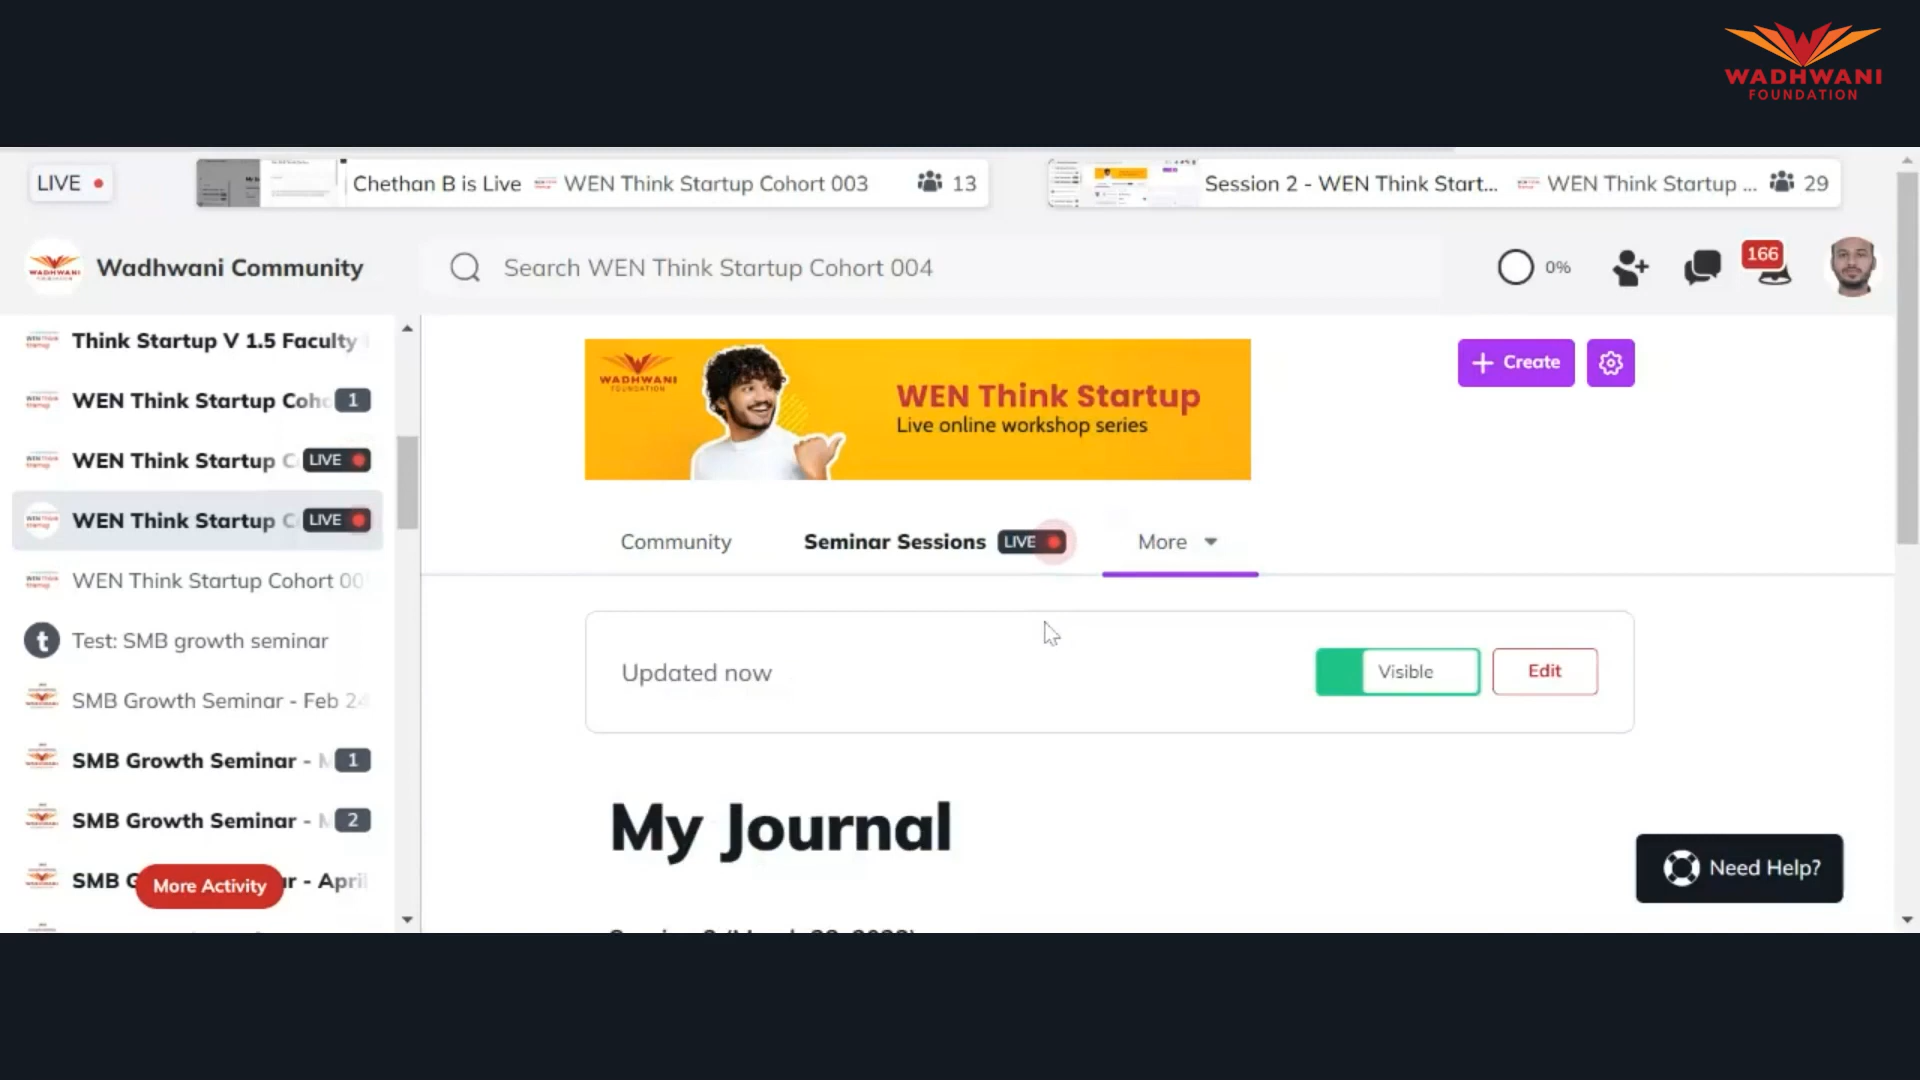 WADHWANI
FOUNDATION
LIVE
Chethan B is Live
WEN Think Startup Cohort 003
13
Session 2 - WEN Think Start...
WEN Think Startup ...
29
WADHWANI
Wadhwani Community
Search WEN Think Startup Cohort 004
0%
166
Think Startup V 1.5 Faculty
WEN Think Startup Coho
1
WEN Think Startup C
LIVE
WEN Think Startup C
LIVE
WEN Think Startup Cohort 00
t
Test: SMB growth seminar
SMB Growth Seminar - Feb 24
SMB Growth Seminar - M
1
SMB Growth Seminar - M
2
SMB G
r - April
More Activity
WADHWANI
FOUNDATION
WEN Think Startup
Live online workshop series
+ Create
Community
Seminar Sessions
LIVE
More
Updated now
Visible
Edit
My Journal
Need Help?